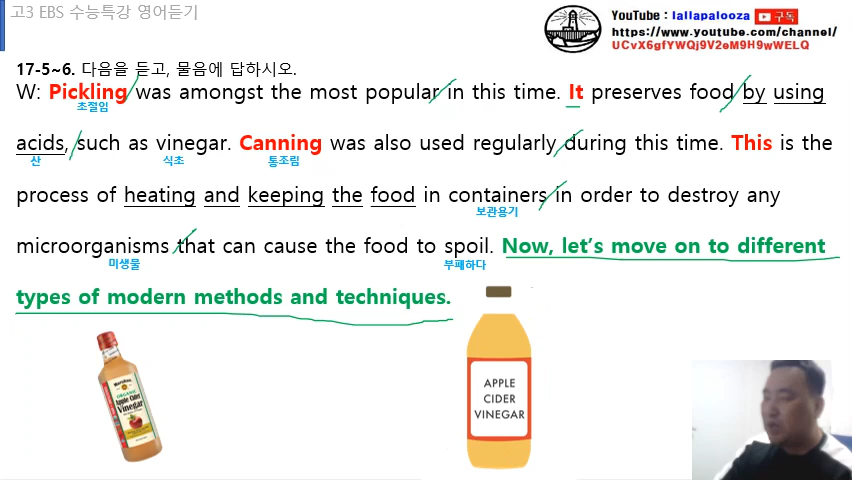 고3 EBS 수능특강 영어듣기
YouTube : lallapalooza 구독
https://www.youtube.com/channel/
UCvX6gfYWQj9V2eM9H9wWELQ
17-5~6. 다음을 듣고, 물음에 답하시오.
W: Pickling was amongst the most popular in this time. It preserves food by using
초절임
acids, such as vinegar. Canning was also used regularly during this time. This is the
산 식초 통조림
process of heating and keeping the food in containers in order to destroy any
보관용기
microorganisms that can cause the food to spoil. Now, let's move on to different
미생물 부패하다
types of modern methods and techniques.
ORGANIC
Apple Cider
Vinegar
APPLE
CIDER
VINEGAR